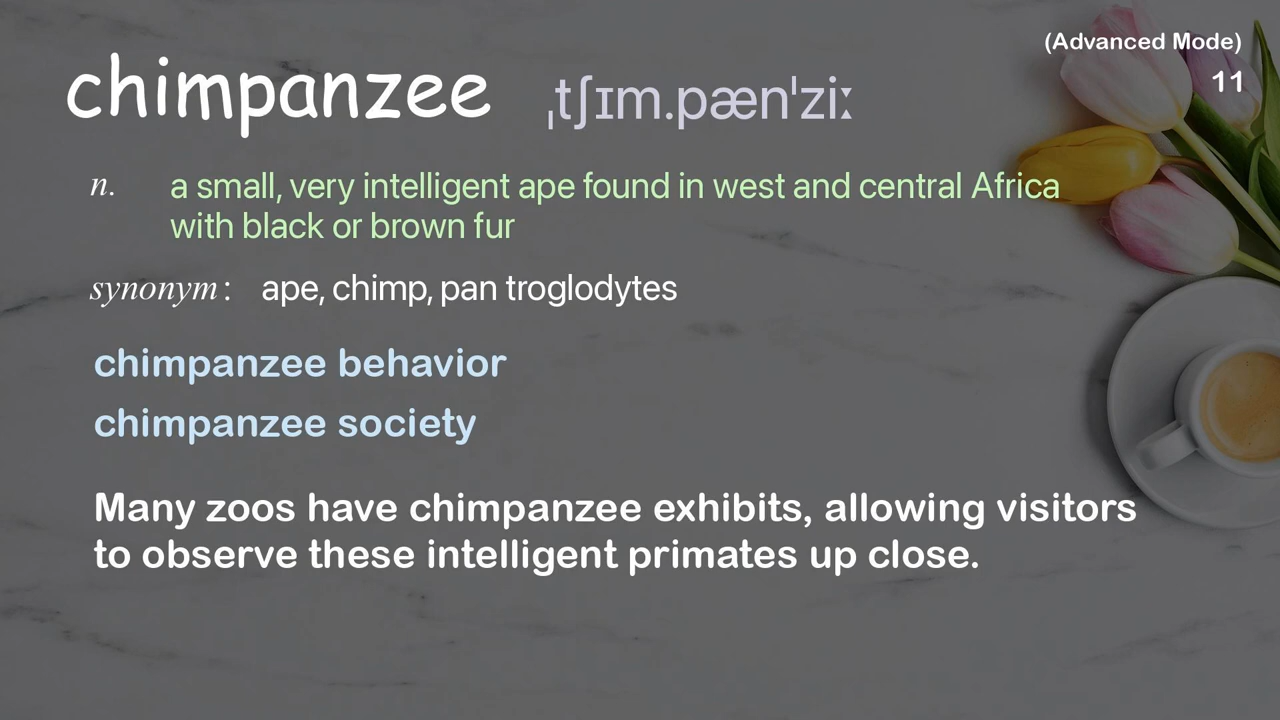 (Advanced Mode)
11
chimpanzee ˌtʃɪm.pænˈziː
n. a small, very intelligent ape found in west and central Africa
with black or brown fur
synonym: ape, chimp, pan troglodytes
chimpanzee behavior
chimpanzee society
Many zoos have chimpanzee exhibits, allowing visitors
to observe these intelligent primates up close.